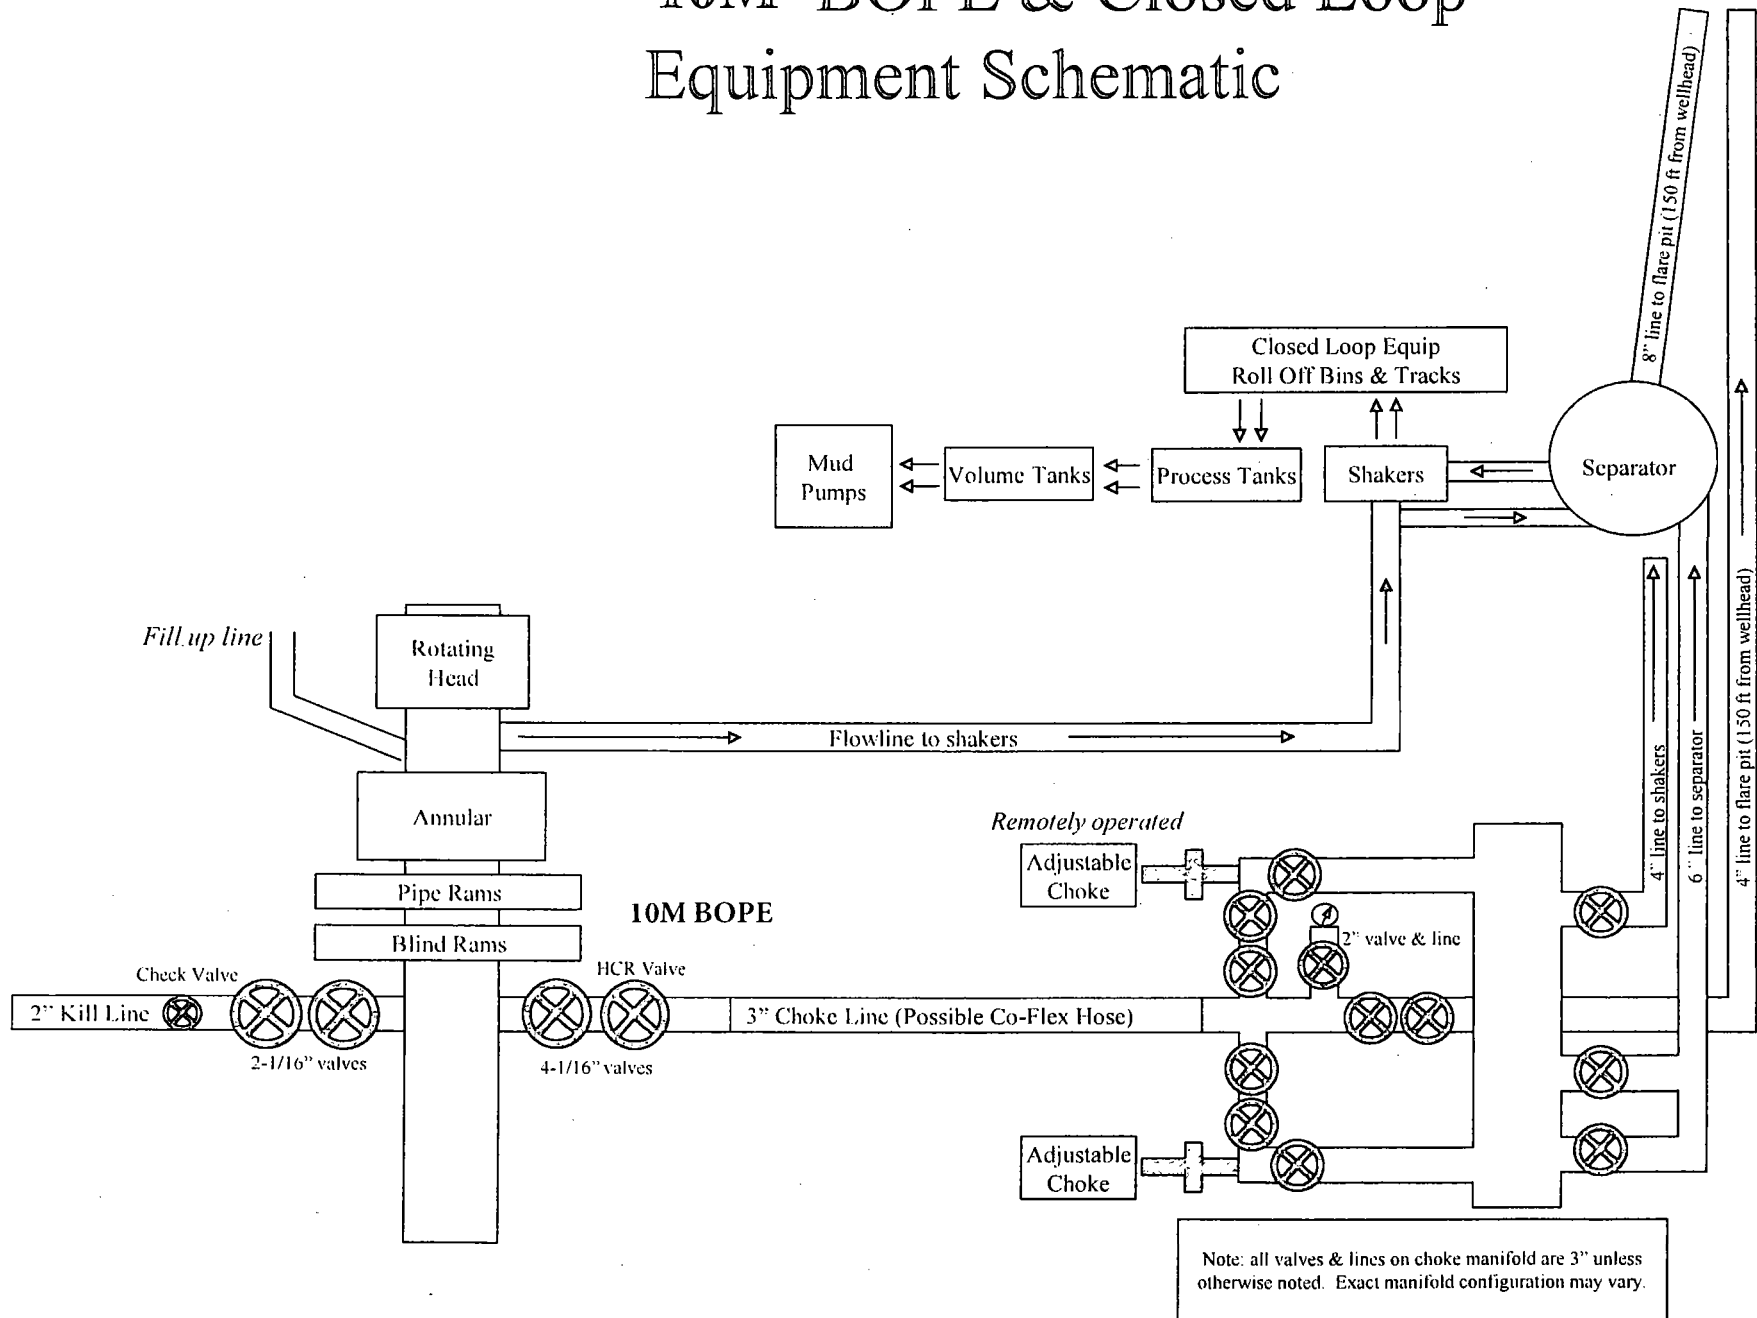 10M BOPE & Closed Loop
Equipment Schematic
8" line to flare pit (150 ft from wellhead)
Closed Loop Equip
Roll Off Bins & Tracks
Mud
Pumps
Volume Tanks
Process Tanks
Shakers
Separator
Fill up line
Rotating
Head
Flowline to shakers
Annular
Pipe Rams
Blind Rams
10M BOPE
Check Valve
HCR Valve
2" Kill Line
3" Choke Line (Possible Co-Flex Hose)
2-1/16" valves
4-1/16" valves
Remotely operated
Adjustable
Choke
2" valve & line
Adjustable
Choke
4" line to shakers
6" line to separator
4" line to flare pit (150 ft from wellhead)
Note: all valves & lines on choke manifold are 3" unless
otherwise noted. Exact manifold configuration may vary.